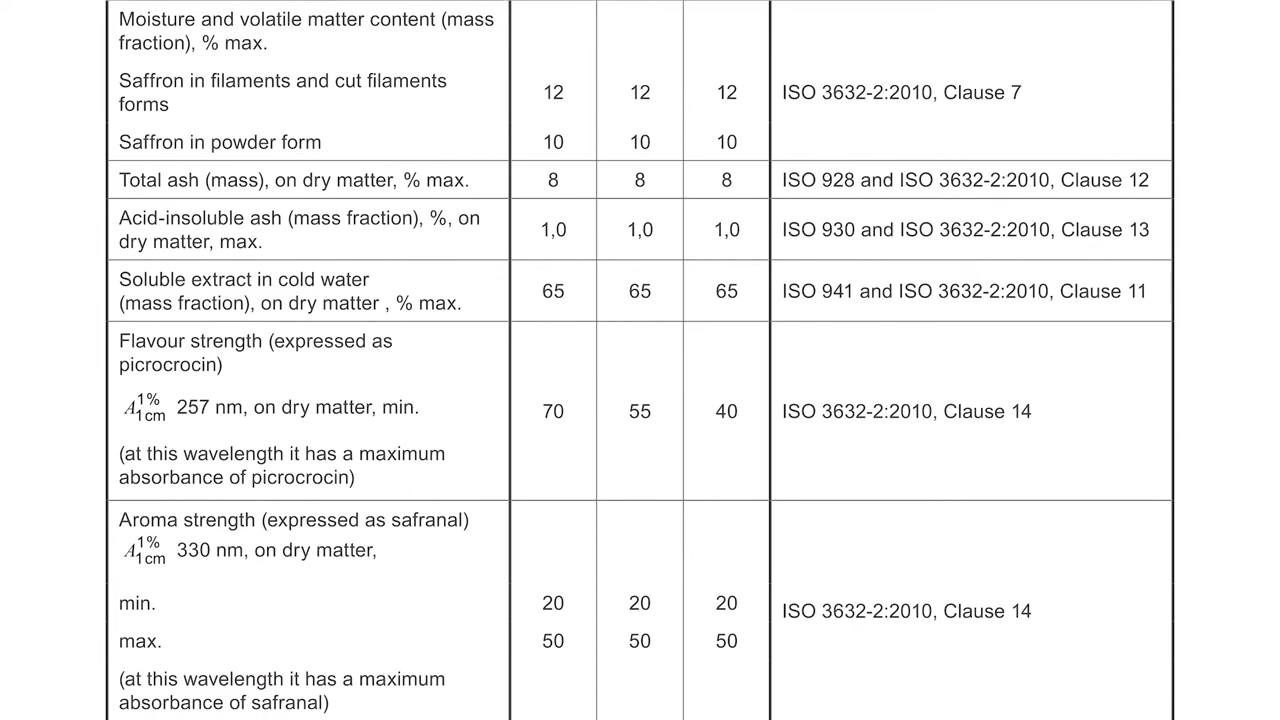 Moisture and volatile matter content (mass
fraction), % max.
Saffron in filaments and cut filaments
forms
12 12 12 ISO 3632-2:2010, Clause 7
Saffron in powder form 10 10 10
Total ash (mass), on dry matter, % max. 8 8 8 ISO 928 and ISO 3632-2:2010, Clause 12
Acid-insoluble ash (mass fraction), %, on
dry matter, max.
1,0 1,0 1,0 ISO 930 and ISO 3632-2:2010, Clause 13
Soluble extract in cold water
(mass fraction), on dry matter , % max.
65 65 65 ISO 941 and ISO 3632-2:2010, Clause 11
Flavour strength (expressed as
picrocrocin)
A 1% 1cm 257 nm, on dry matter, min. 70 55 40 ISO 3632-2:2010, Clause 14
(at this wavelength it has a maximum
absorbance of picrocrocin)
Aroma strength (expressed as safranal)
A 1% 1cm 330 nm, on dry matter,
min. 20 20 20 ISO 3632-2:2010, Clause 14
max. 50 50 50
(at this wavelength it has a maximum
absorbance of safranal)